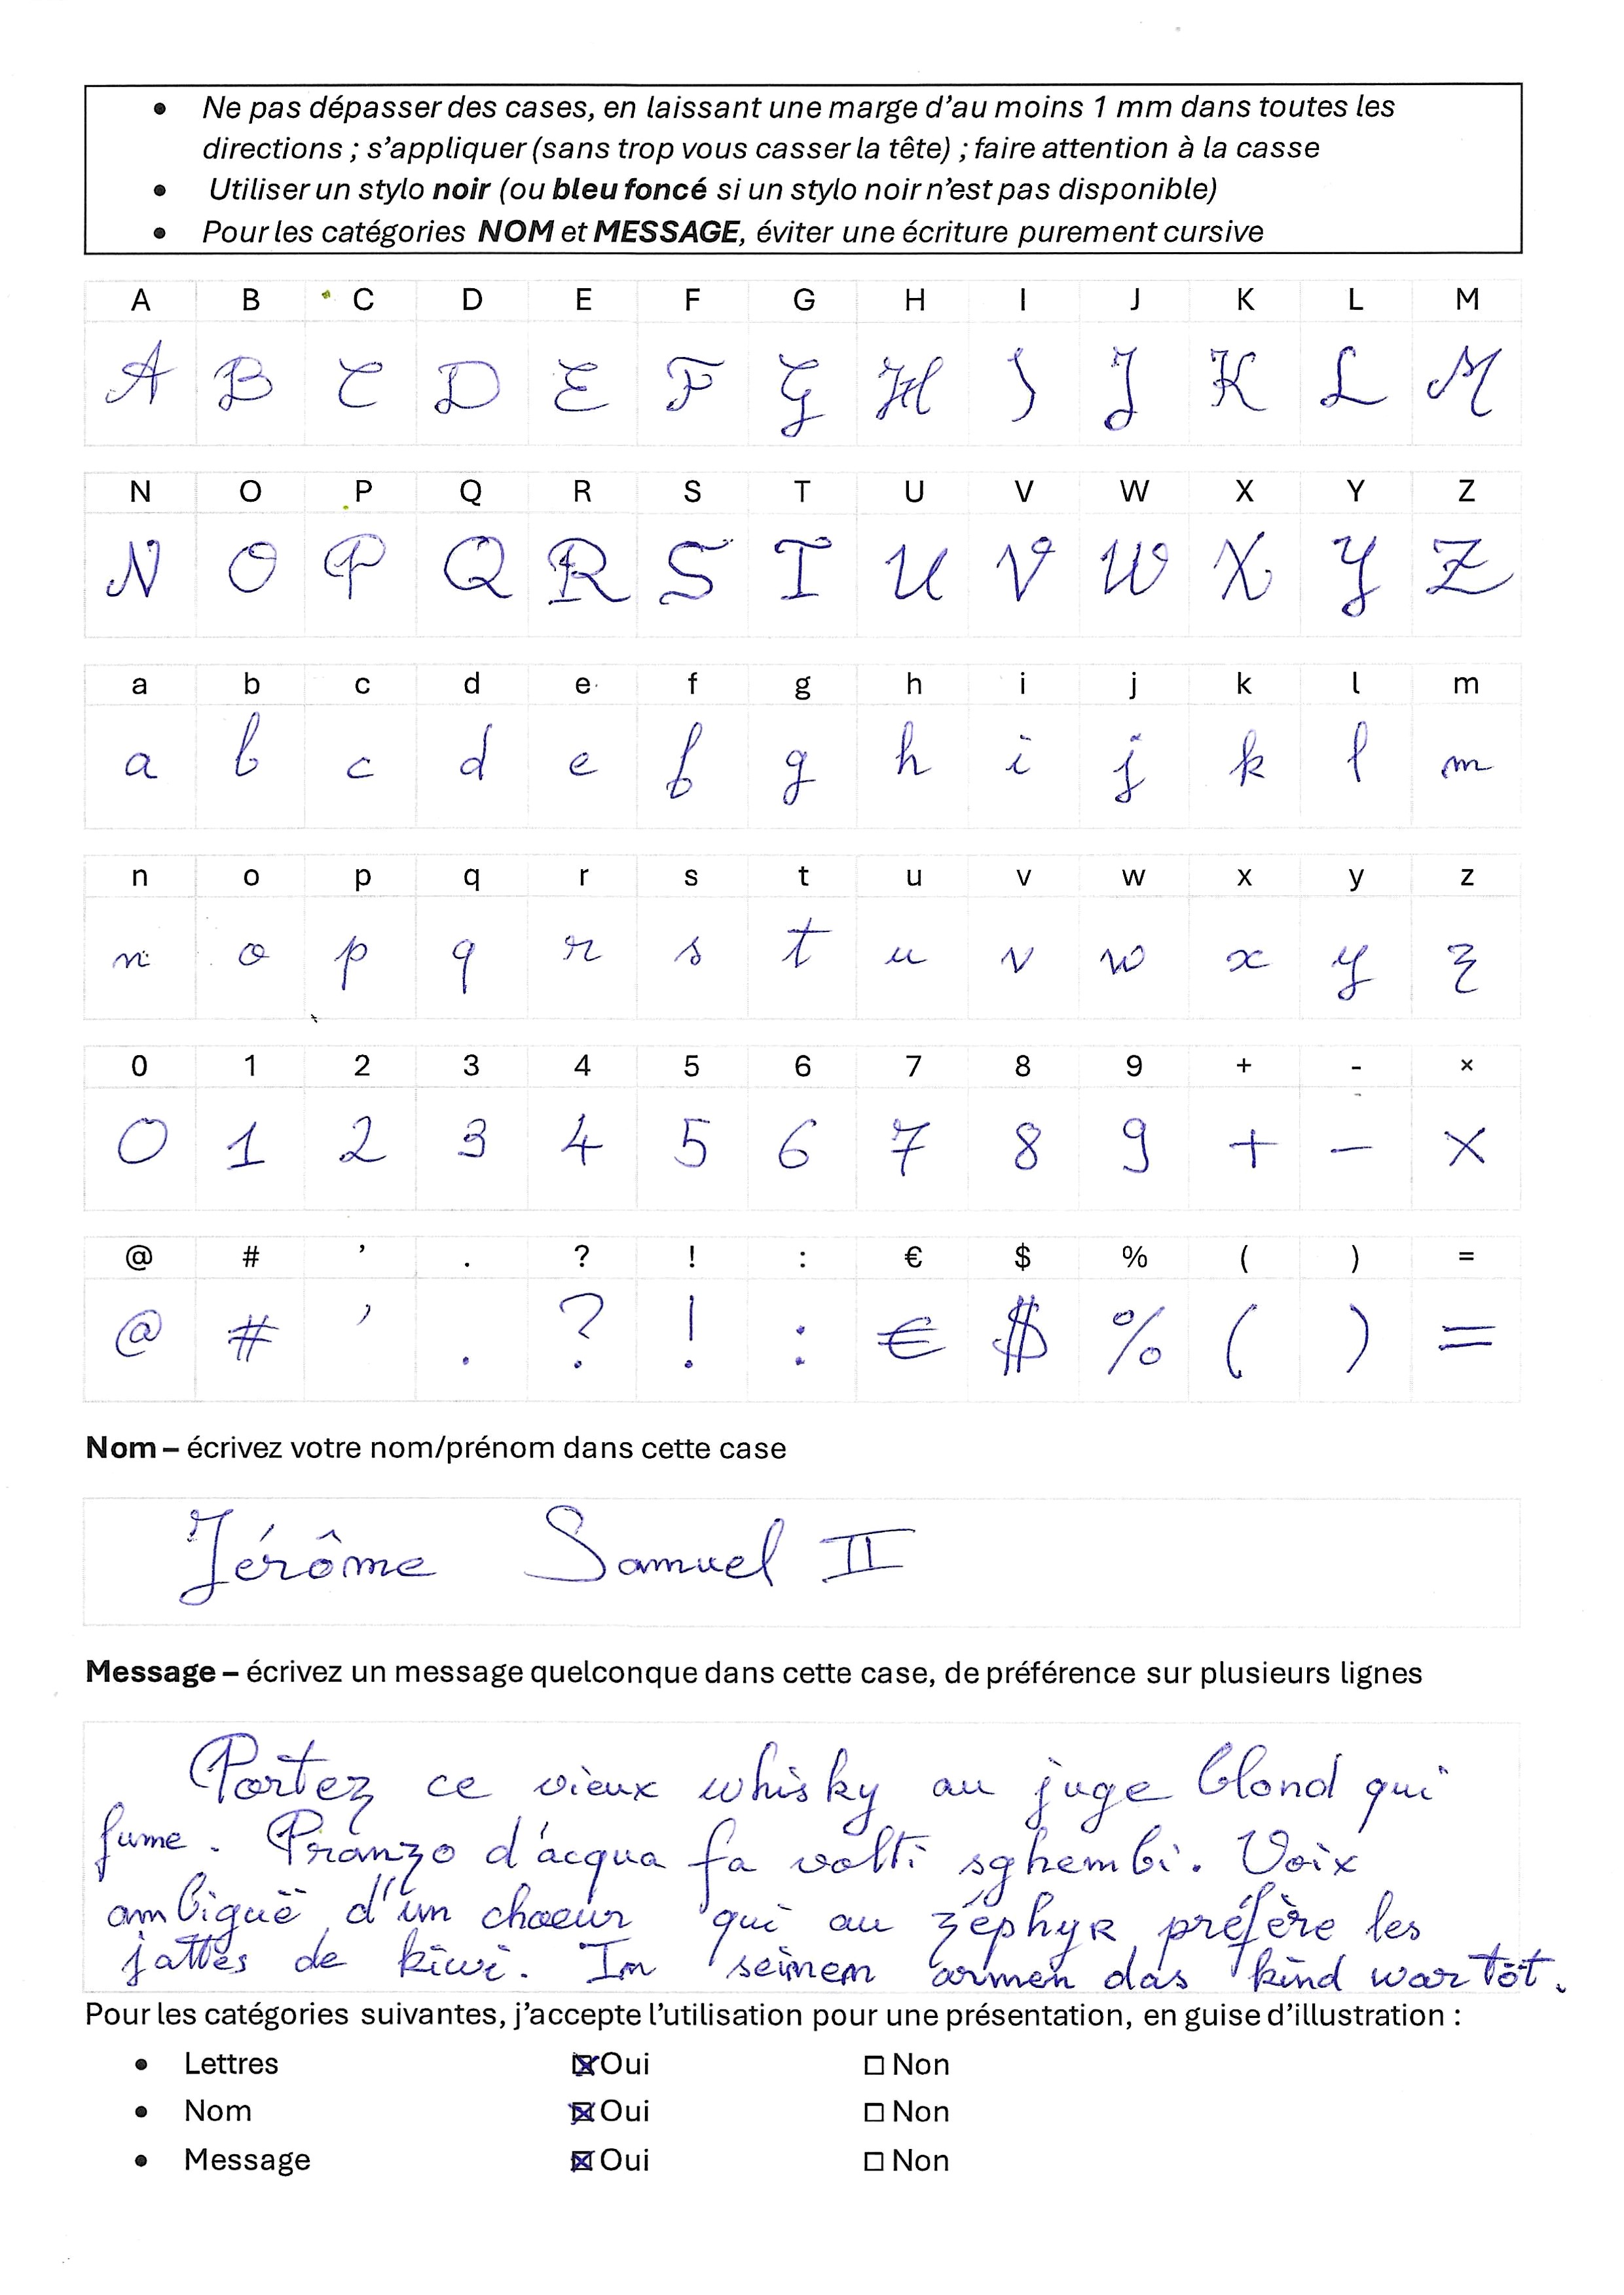 • Ne pas dépasser des cases, en laissant une marge d’au moins 1 mm dans toutes les
directions ; s’appliquer (sans trop vous casser la tête) ; faire attention à la casse
• Utiliser un stylo noir (ou bleu foncé si un stylo noir n’est pas disponible)
• Pour les catégories NOM et MESSAGE, éviter une écriture purement cursive
A B C D E F G H I J K L M
A B C D E F G H I J K L M
N O P Q R S T U V W X Y Z
N O P Q R S T U V W X Y Z
a b c d e f g h i j k l m
a b c d e f g h i j k l m
n o p q r s t u v w x y z
n o p q r s t u v w x y z
0 1 2 3 4 5 6 7 8 9 + - ×
0 1 2 3 4 5 6 7 8 9 + - ×
@ # ’ . ? ! : € $ % ( ) =
@ # ’ . ? ! : € $ % ( ) =
Nom – écrivez votre nom/prénom dans cette case
Jérôme Samuel II
Message – écrivez un message quelconque dans cette case, de préférence sur plusieurs lignes
Portez ce vieux whisky au juge blond qui
fume. Pranzo d'acqua fa volti sghembi. Voix
ambiguë d'un choeur qui au zéphyr préfère les
jattes de kiwi. In seinen armen das kind war tot.
Pour les catégories suivantes, j’accepte l’utilisation pour une présentation, en guise d’illustration :
• Lettres ☒ Oui ☐ Non
• Nom ☒ Oui ☐ Non
• Message ☒ Oui ☐ Non